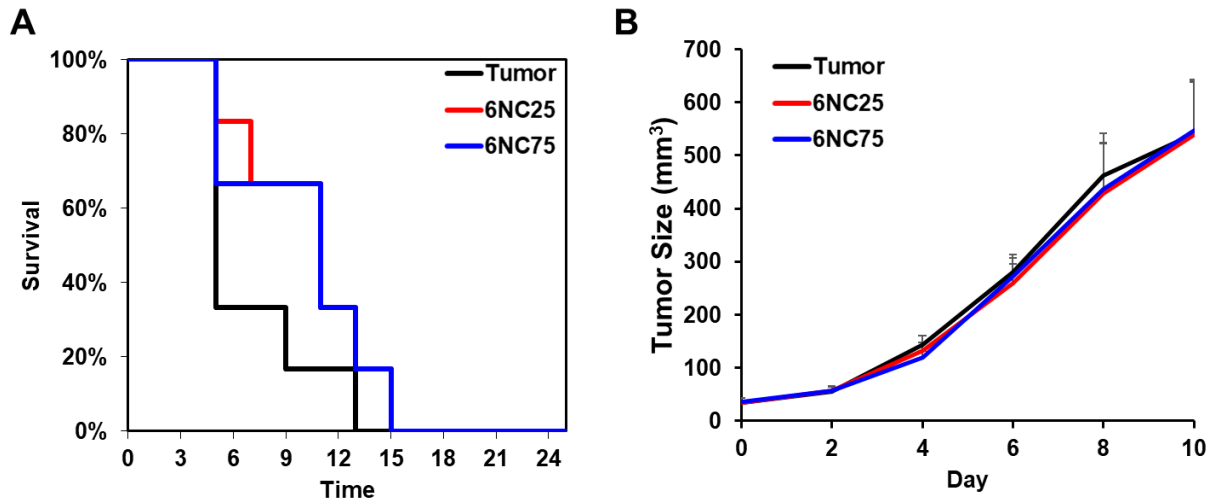 A
100%
80%
60%
40%
20%
0%
Survival
Tumor
6NC25
6NC75
0 3 6 9 12 15 18 21 24
Time
B
700
600
500
400
300
200
100
0
Tumor Size (mm³)
Tumor
6NC25
6NC75
0 2 4 6 8 10
Day